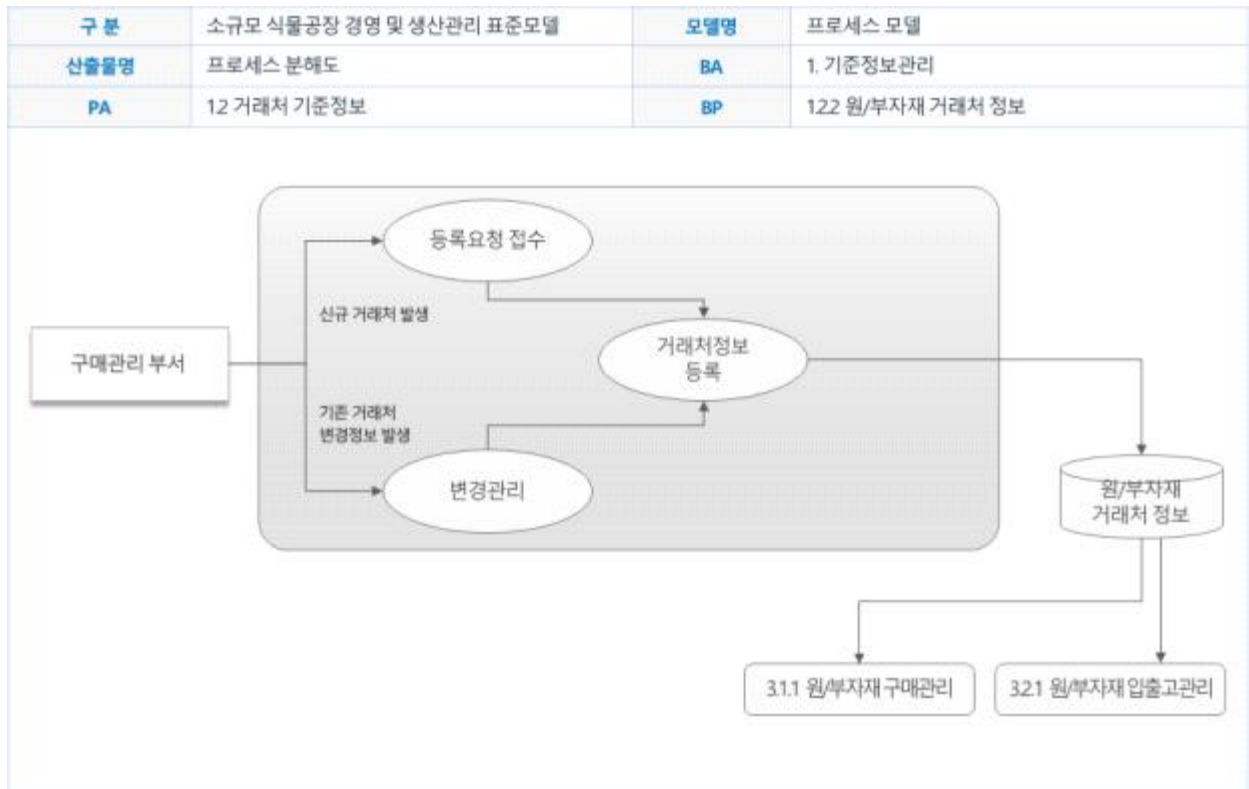 구 분 소규모 식물공장 경영 및 생산관리 표준모델 모델명 프로세스 모델
산출물명 프로세스 분해도 BA 1. 기준정보관리
PA 1.2 거래처 기준정보 BP 1.2.2 원/부자재 거래처 정보
등록요청 접수
신규 거래처 발생
구매관리 부서
거래처정보
등록
기존 거래처
변경정보 발생
변경관리
원/부자재
거래처 정보
3.1.1 원/부자재 구매관리
3.2.1 원/부자재 입출고관리